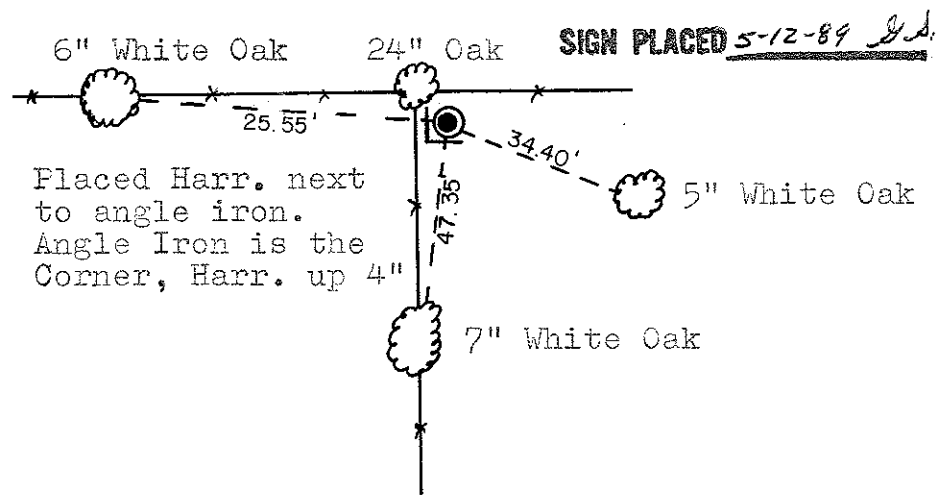 6" White Oak
24" Oak
SIGN PLACED 5-12-89 G.S.
25.55'
34.40'
47.35'
Placed Harr. next
to angle iron.
Angle Iron is the
Corner, Harr. up 4"
5" White Oak
7" White Oak